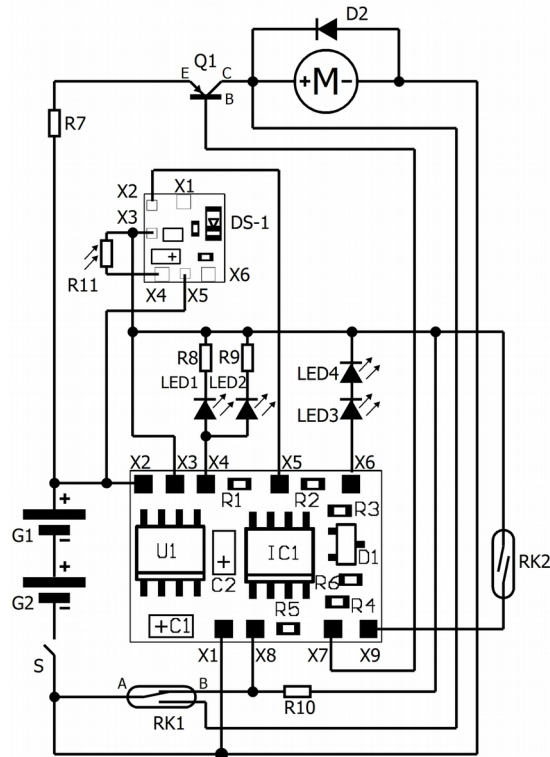 D2
Q1
E C
+M−
B
R7
X2 X1
X3 DS-1
+
R11 X6
X4 X5
R8 R9
LED1 LED2 LED4
LED3
X2 X3 X4 X5 X6
R1 R2
+ R3
G1 U1 IC1 D1
− + C2
+ R6 RK2
G2 R5 R4
− +C1
S X1 X8 X7 X9
A B
RK1 R10